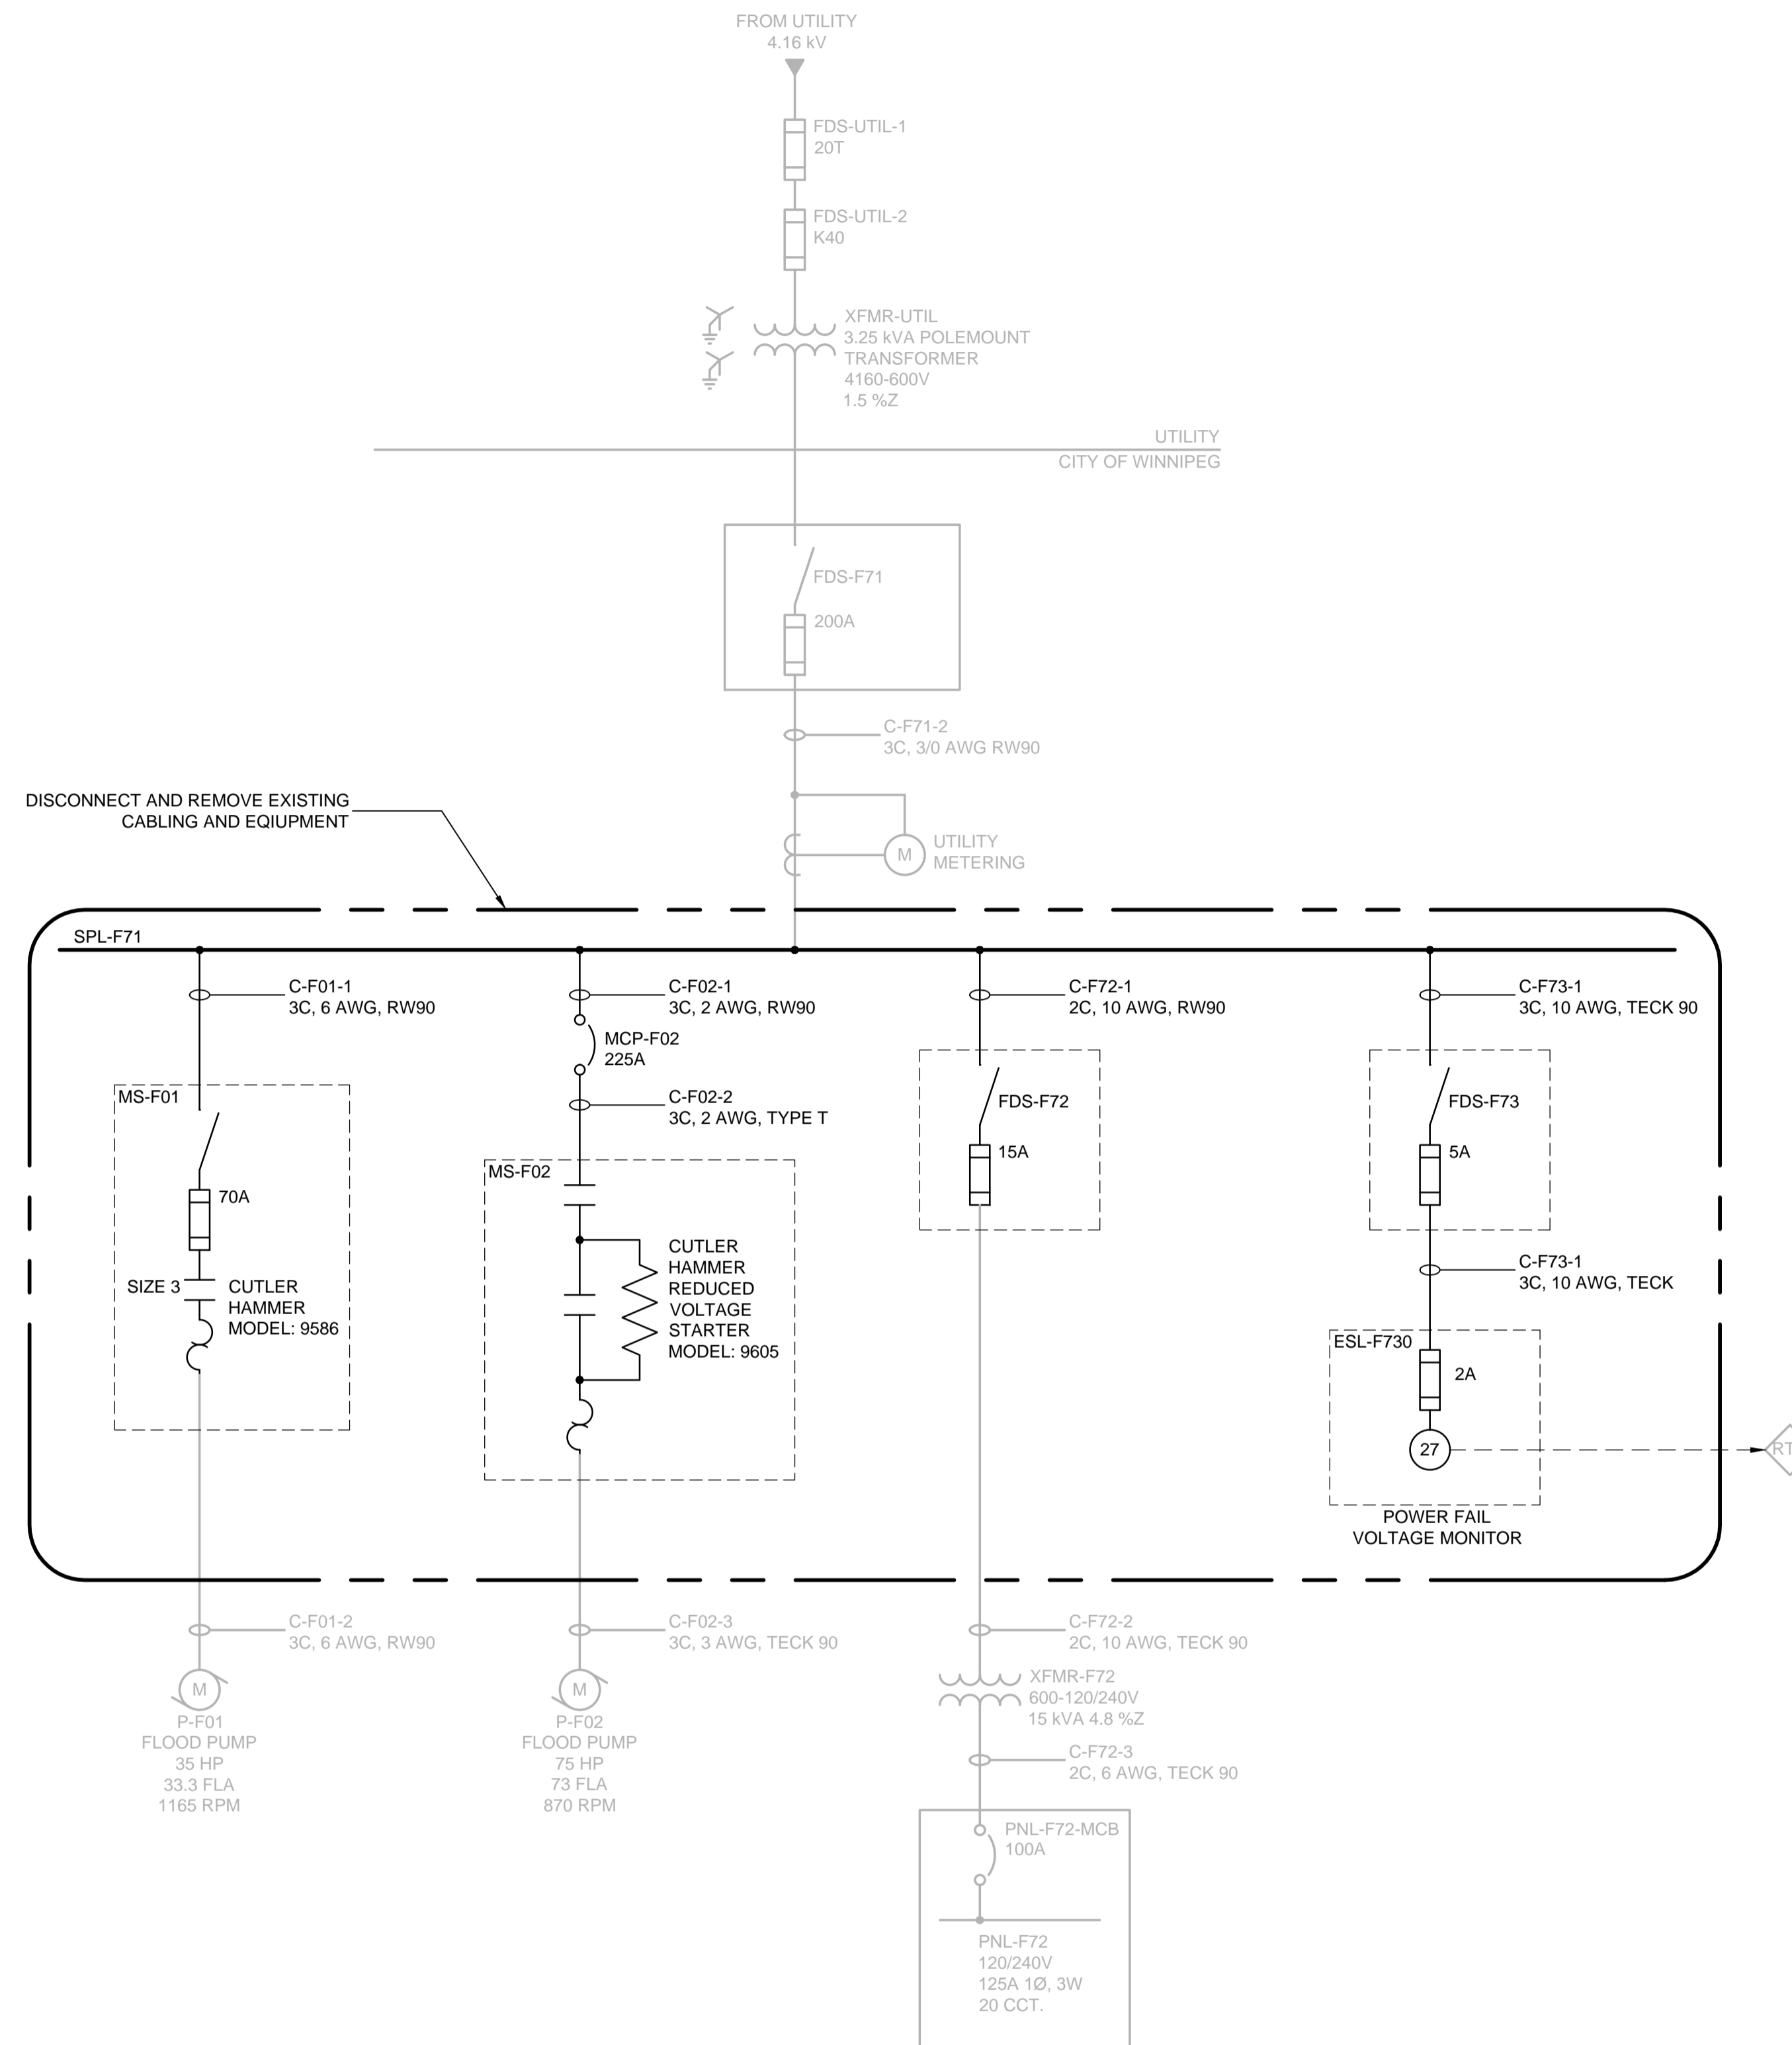 FROM UTILITY
4.16 kV
FDS-UTIL-1
20T
FDS-UTIL-2
K40
XFMR-UTIL
3.25 kVA POLEMOUNT
TRANSFORMER
4160-600V
1.5 %Z
UTILITY
CITY OF WINNIPEG
FDS-F71
200A
C-F71-2
3C, 3/0 AWG RW90
DISCONNECT AND REMOVE EXISTING
CABLING AND EQIUPMENT
M
UTILITY
METERING
SPL-F71
C-F01-1
3C, 6 AWG, RW90
MS-F01
70A
SIZE 3
CUTLER
HAMMER
MODEL: 9586
C-F02-1
3C, 2 AWG, RW90
MCP-F02
225A
C-F02-2
3C, 2 AWG, TYPE T
MS-F02
CUTLER
HAMMER
REDUCED
VOLTAGE
STARTER
MODEL: 9605
C-F72-1
2C, 10 AWG, RW90
FDS-F72
15A
C-F73-1
3C, 10 AWG, TECK 90
FDS-F73
5A
C-F73-1
3C, 10 AWG, TECK
ESL-F730
2A
27
RT
POWER FAIL
VOLTAGE MONITOR
C-F01-2
3C, 6 AWG, RW90
M
P-F01
FLOOD PUMP
35 HP
33.3 FLA
1165 RPM
C-F02-3
3C, 3 AWG, TECK 90
M
P-F02
FLOOD PUMP
75 HP
73 FLA
870 RPM
C-F72-2
2C, 10 AWG, TECK 90
XFMR-F72
600-120/240V
15 kVA 4.8 %Z
C-F72-3
2C, 6 AWG, TECK 90
PNL-F72-MCB
100A
PNL-F72
120/240V
125A 1Ø, 3W
20 CCT.